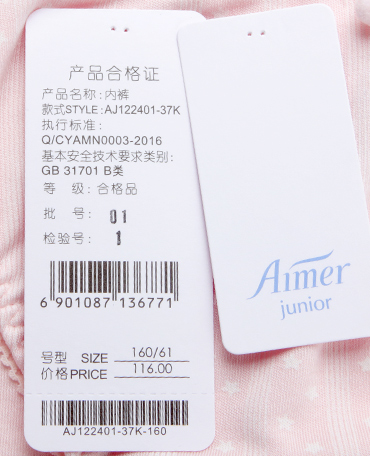 产品合格证
产品名称：内裤
款式STYLE：AJ122401-37K
执行标准：
Q/CYAMN0003-2016
基本安全技术要求类别：
GB 31701 B类
等 级：合格品
批 号： 01
检验号： 1
6 901087 136771
号型 SIZE 160/61
价格PRICE 116.00
AJ122401-37K-160
Aimer
junior